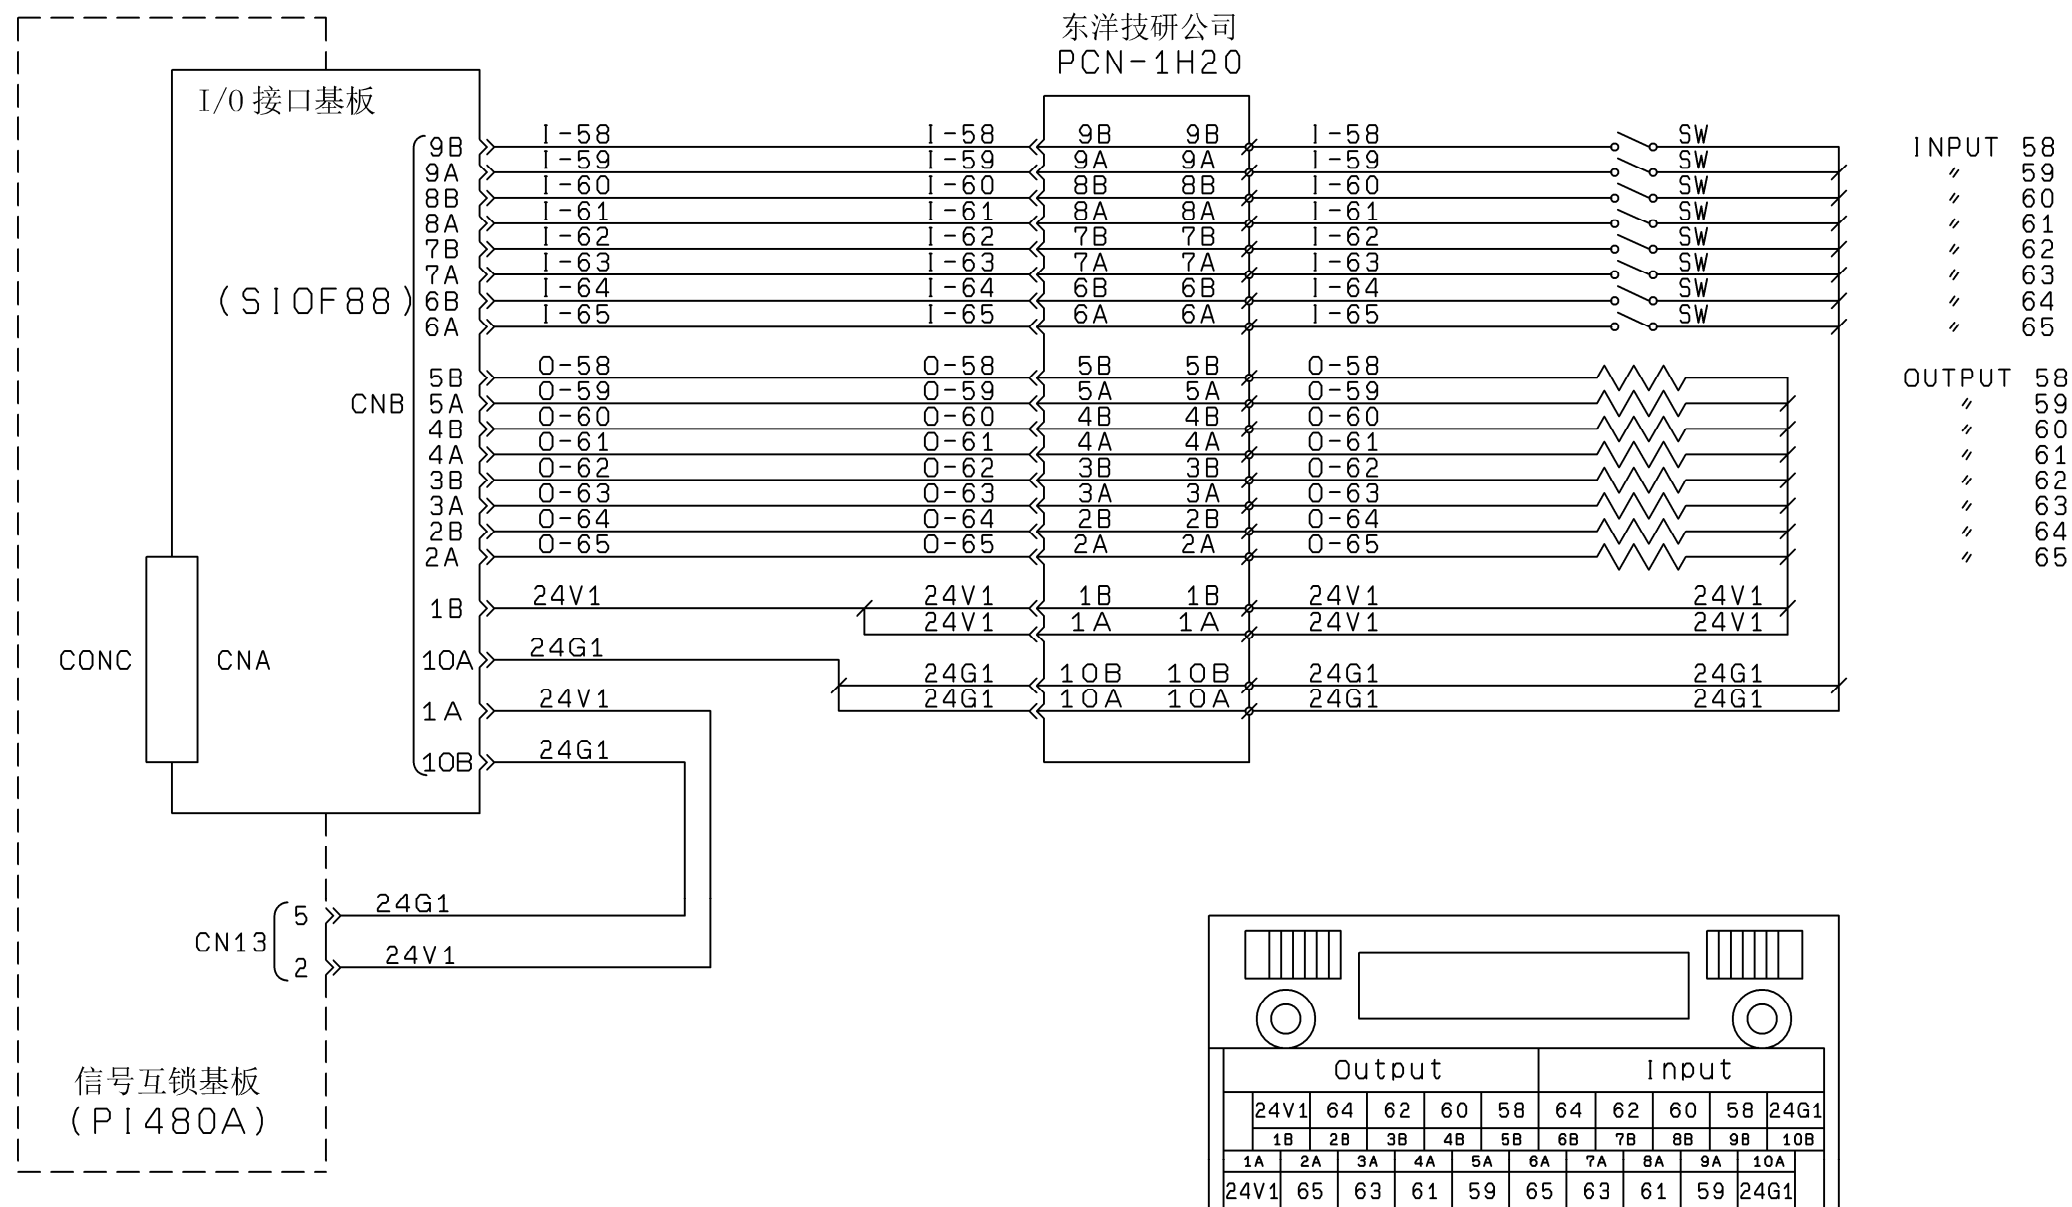 东洋技研公司
PCN-1H20
I/O 接口基板
9B I-58 I-58 9B 9B I-58 SW INPUT 58
9A I-59 I-59 9A 9A I-59 SW 〃 59
8B I-60 I-60 8B 8B I-60 SW 〃 60
8A I-61 I-61 8A 8A I-61 SW 〃 61
7B I-62 I-62 7B 7B I-62 SW 〃 62
7A I-63 I-63 7A 7A I-63 SW 〃 63
(SIOF88) 6B I-64 I-64 6B 6B I-64 SW 〃 64
6A I-65 I-65 6A 6A I-65 SW 〃 65
5B O-58 O-58 5B 5B O-58 OUTPUT 58
CNB 5A O-59 O-59 5A 5A O-59 〃 59
4B O-60 O-60 4B 4B O-60 〃 60
4A O-61 O-61 4A 4A O-61 〃 61
3B O-62 O-62 3B 3B O-62 〃 62
3A O-63 O-63 3A 3A O-63 〃 63
2B O-64 O-64 2B 2B O-64 〃 64
2A O-65 O-65 2A 2A O-65 〃 65
1B 24V1 24V1 1B 1B 24V1 24V1
24V1 1A 1A 24V1 24V1
CONC CNA 10A 24G1 24G1 10B 10B 24G1 24G1
24G1 10A 10A 24G1 24G1
1A 24V1
10B 24G1
5 24G1
CN13
2 24V1
信号互锁基板
(PI480A)
Output Input
24V1 64 62 60 58 64 62 60 58 24G1
1B 2B 3B 4B 5B 6B 7B 8B 9B 10B
1A 2A 3A 4A 5A 6A 7A 8A 9A 10A
24V1 65 63 61 59 65 63 61 59 24G1